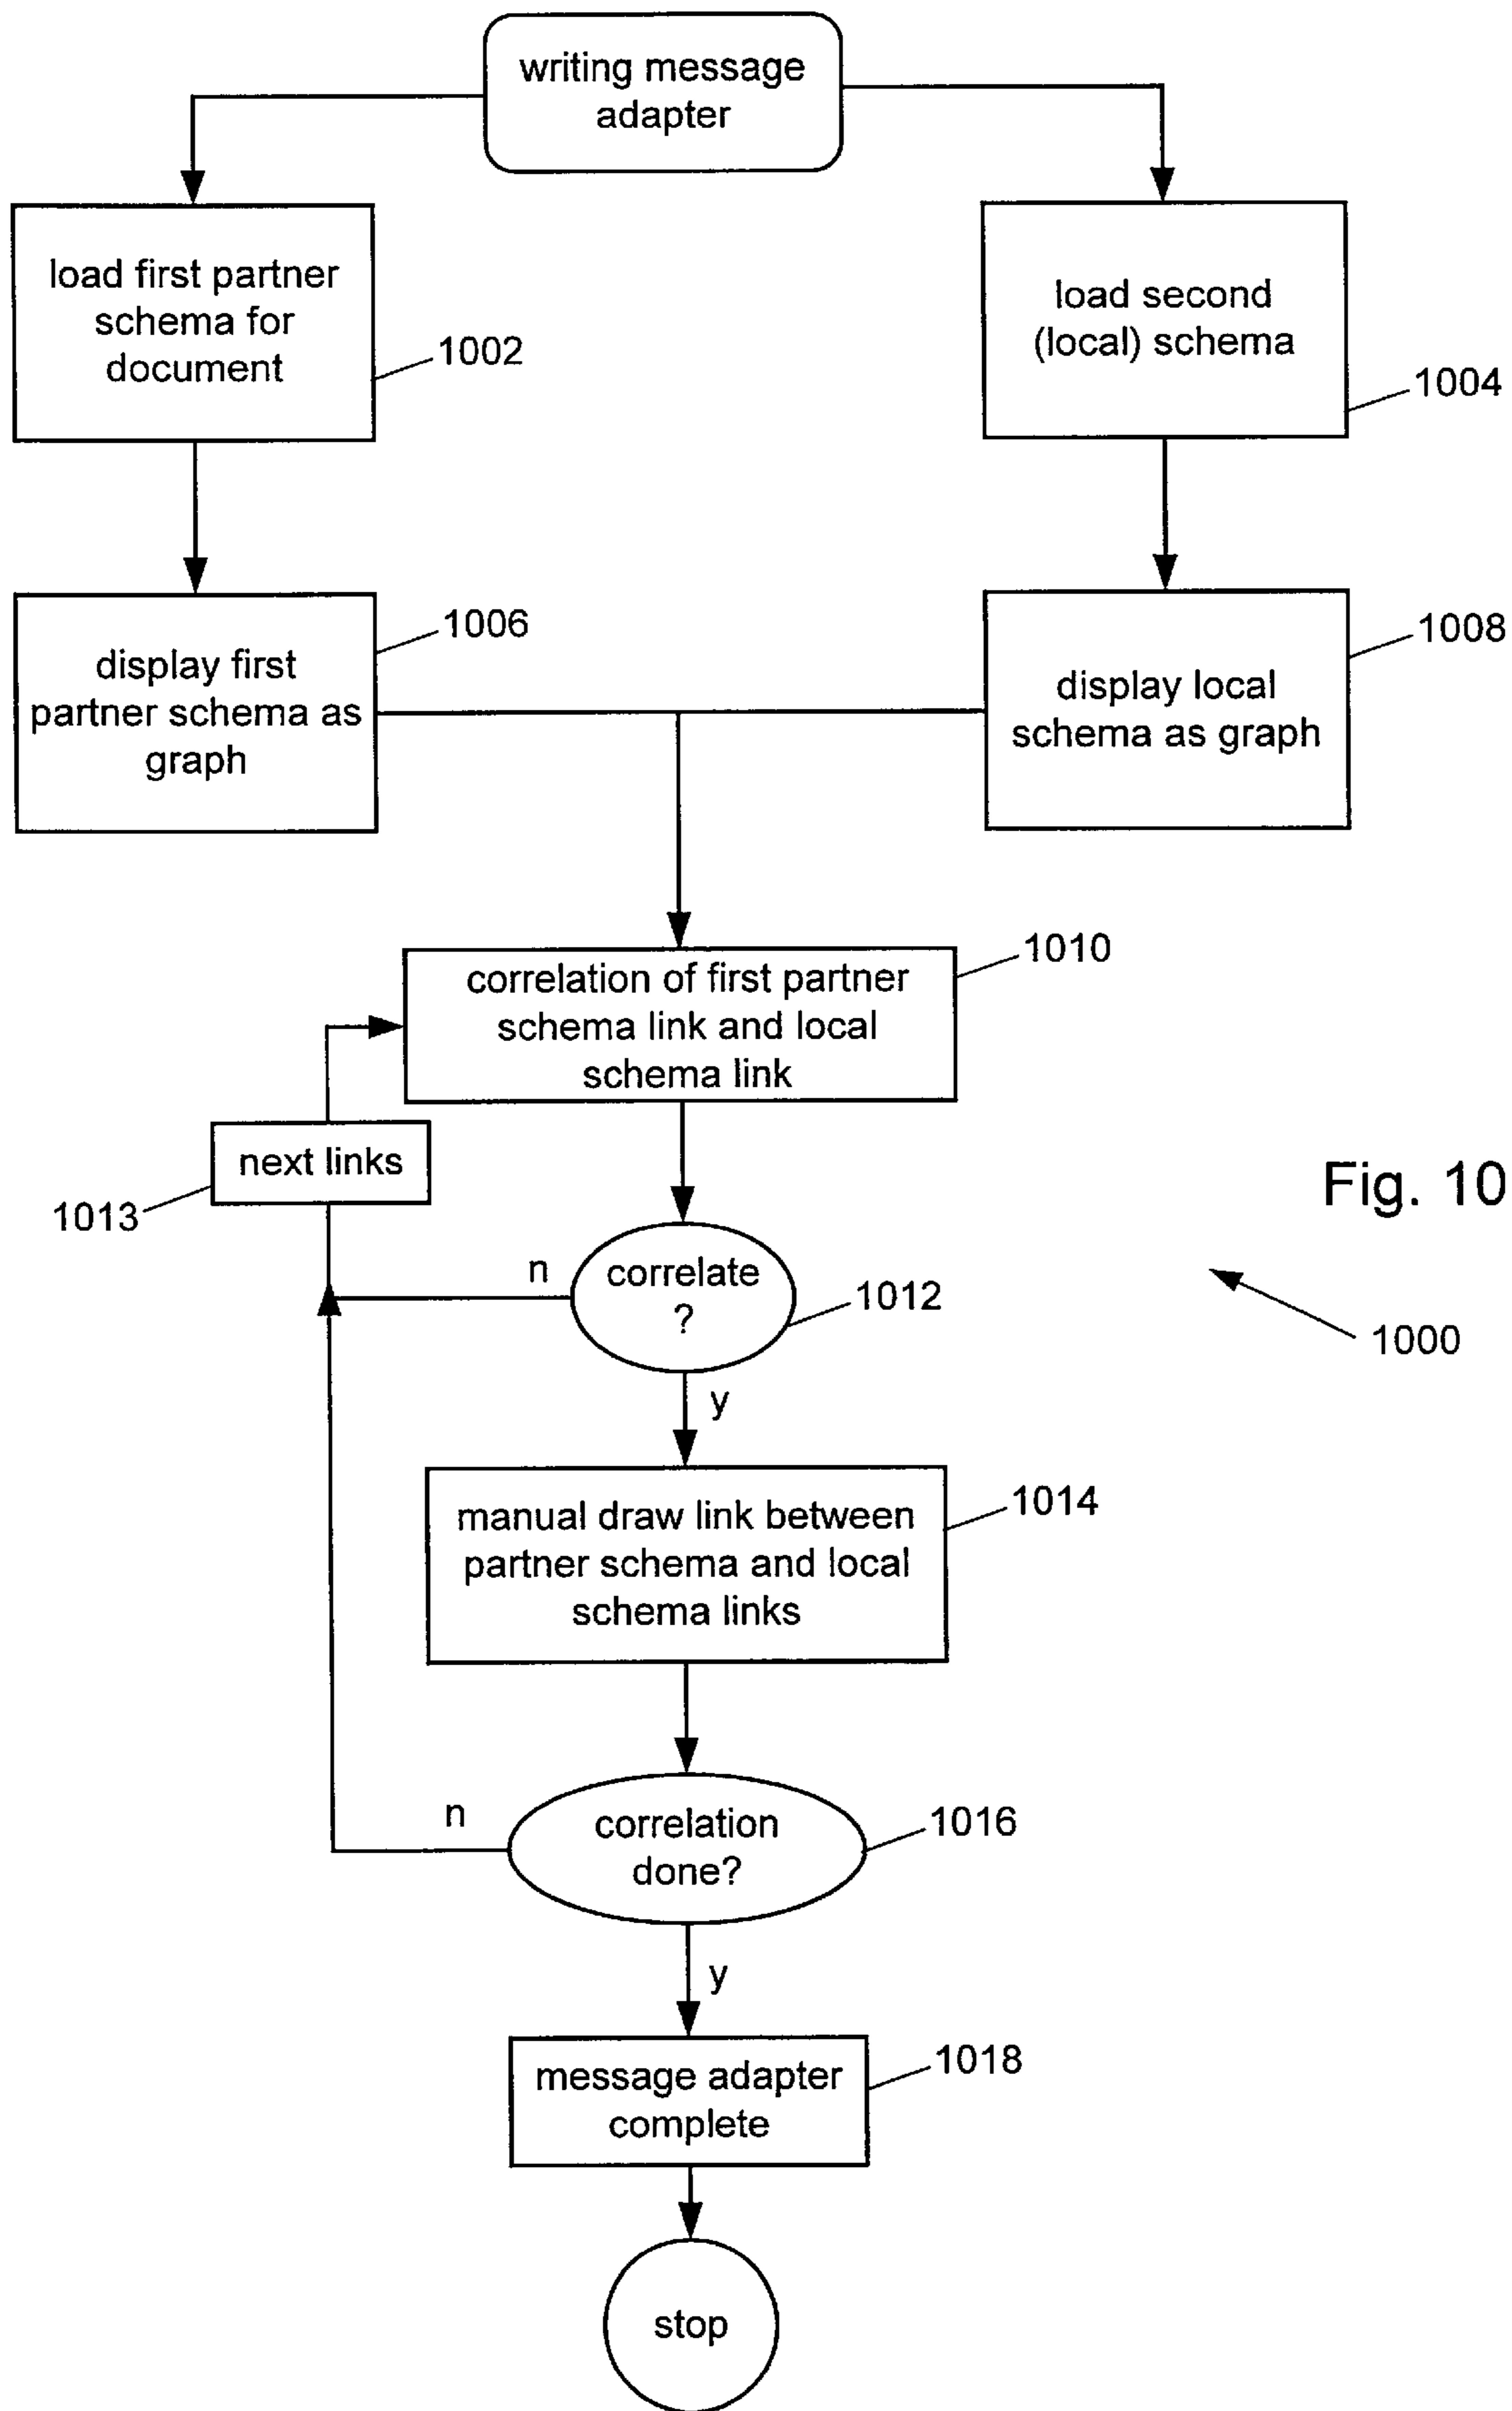 writing message
adapter
load first partner
schema for
document
1002
load second
(local) schema
1004
display first
partner schema as
graph
1006
display local
schema as graph
1008
correlation of first partner
schema link and local
schema link
1010
next links
1013
Fig. 10
correlate
?
n
1012
1000
y
manual draw link between
partner schema and local
schema links
1014
n
correlation
done?
1016
y
message adapter
complete
1018
stop